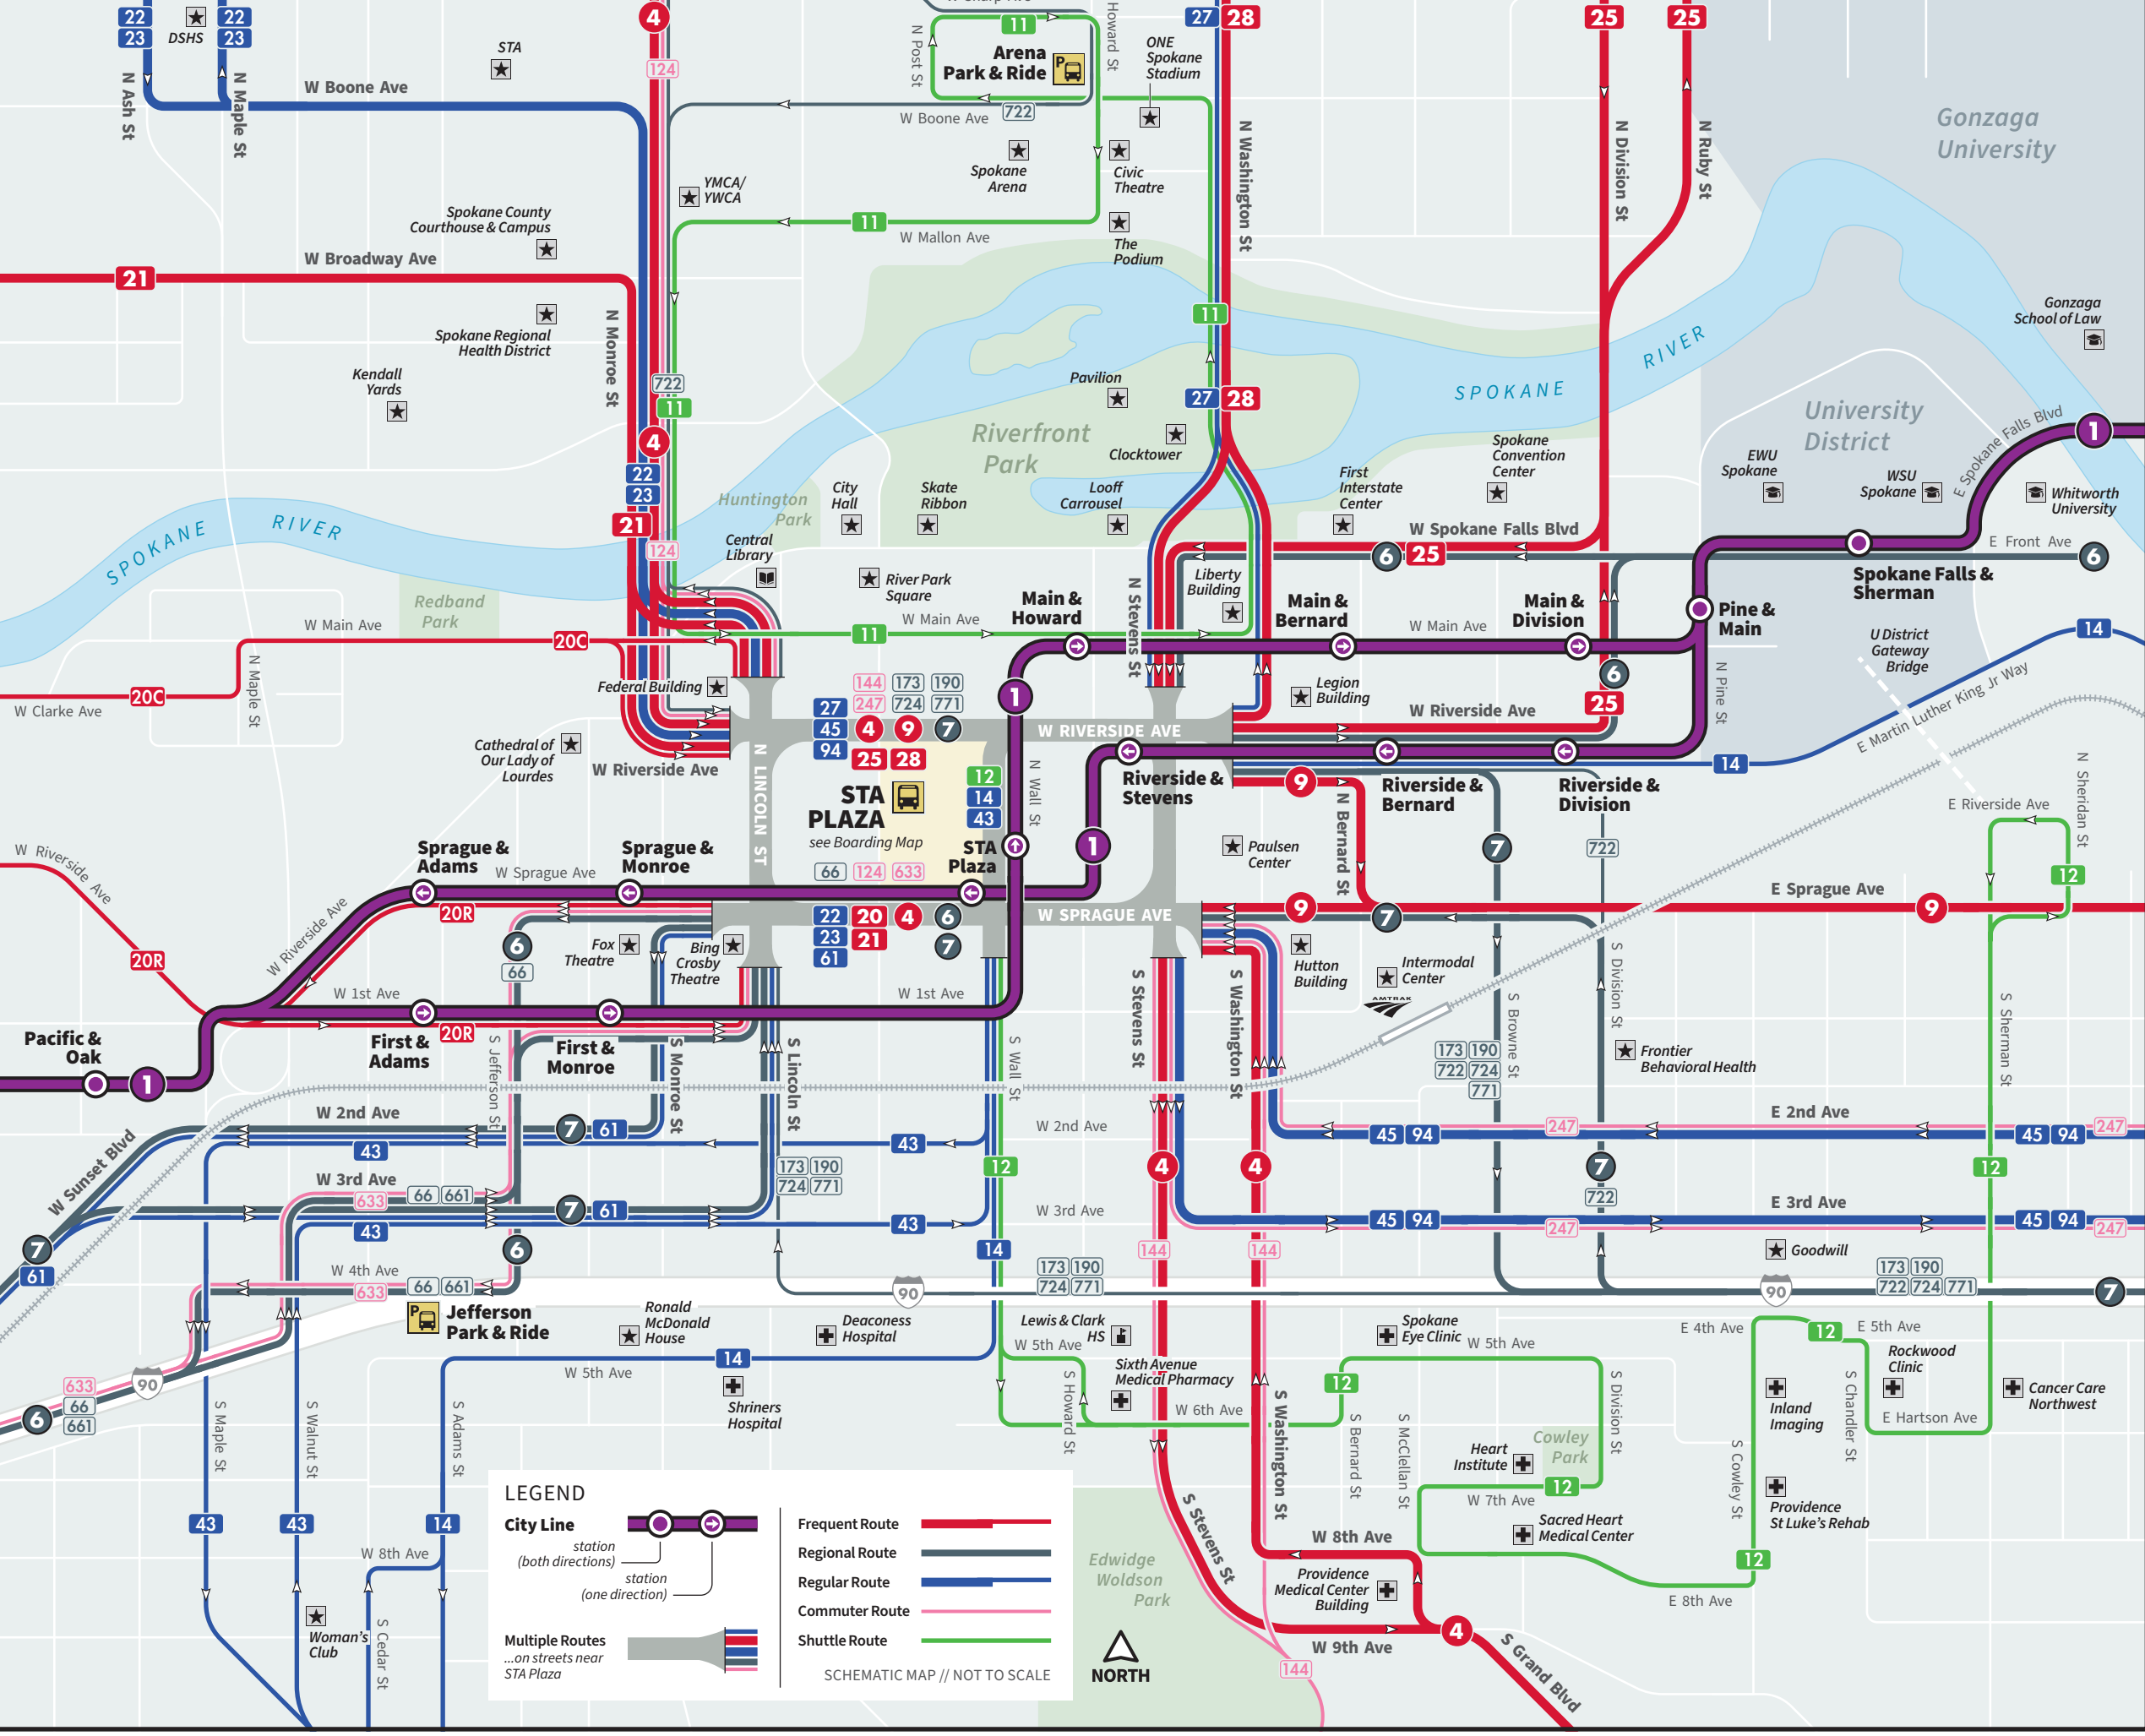 W Sharp Ave
22
23
DSHS
22
23
N Ash St
N Maple St
W Boone Ave
STA
4
124
N Post St
11
Arena
Park & Ride
P
Howard St
722
W Boone Ave
ONE
Spokane
Stadium
27
28
25
25
Spokane
Arena
Civic
Theatre
N Washington St
N Division St
N Ruby St
Gonzaga
University
YMCA/
YWCA
11
W Mallon Ave
The
Podium
Spokane County
Courthouse & Campus
W Broadway Ave
21
Spokane Regional
Health District
Kendall
Yards
N Monroe St
722
11
4
22
23
21
124
11
27
28
Pavilion
Clocktower
Riverfront
Park
SPOKANE
RIVER
Gonzaga
School of Law
University
District
EWU
Spokane
WSU
Spokane
E Spokane Falls Blvd
1
Whitworth
University
Huntington
Park
City
Hall
Skate
Ribbon
Looff
Carrousel
First
Interstate
Center
Spokane
Convention
Center
W Spokane Falls Blvd
6
25
E Front Ave
6
Spokane Falls &
Sherman
SPOKANE
RIVER
Central
Library
River Park
Square
Liberty
Building
N Stevens St
Redband
Park
W Main Ave
20C
11
W Main Ave
Main &
Howard
Main &
Bernard
W Main Ave
Main &
Division
Pine &
Main
N Pine St
U District
Gateway
Bridge
14
N Maple St
20C
W Clarke Ave
Federal Building
Cathedral of
Our Lady of
Lourdes
W Riverside Ave
144
173
190
247
724
771
27
45
94
4
9
7
25
28
1
W RIVERSIDE AVE
Legion
Building
W Riverside Ave
6
25
14
E Martin Luther King Jr Way
N LINCOLN ST
STA
PLAZA
see Boarding Map
12
14
43
N Wall St
Riverside &
Stevens
9
N Bernard St
Riverside &
Bernard
Riverside &
Division
E Riverside Ave
N Sheridan St
W Riverside Ave
Sprague &
Adams
W Sprague Ave
Sprague &
Monroe
66
124
633
STA
Plaza
1
Paulsen
Center
7
722
12
20R
W Riverside Ave
20R
6
66
Fox
Theatre
Bing
Crosby
Theatre
22
23
61
20
21
4
6
7
W SPRAGUE AVE
9
7
E Sprague Ave
9
Hutton
Building
Intermodal
Center
AMTRAK
W 1st Ave
W 1st Ave
Pacific &
Oak
1
First &
Adams
20R
First &
Monroe
S Jefferson St
S Monroe St
S Lincoln St
S Wall St
S Stevens St
S Washington St
173
190
722
724
771
S Browne St
S Division St
Frontier
Behavioral Health
S Sherman St
W 2nd Ave
7
61
43
43
W 2nd Ave
45
94
247
E 2nd Ave
45
94
247
W Sunset Blvd
W 3rd Ave
633
66
661
7
61
43
173
190
724
771
43
12
W 3rd Ave
4
4
7
722
12
45
94
247
E 3rd Ave
45
94
247
7
61
6
14
144
144
W 4th Ave
633
66
661
Goodwill
173
190
724
771
90
90
173
190
722
724
771
7
P
Jefferson
Park & Ride
Ronald
McDonald
House
Deaconess
Hospital
Lewis & Clark
HS
W 5th Ave
Spokane
Eye Clinic
W 5th Ave
E 4th Ave
12
E 5th Ave
Rockwood
Clinic
90
633
66
661
6
W 5th Ave
14
Shriners
Hospital
Sixth Avenue
Medical Pharmacy
S Howard St
W 6th Ave
12
S Bernard St
S McClellan St
S Division St
Inland
Imaging
S Chandler St
E Hartson Ave
Cancer Care
Northwest
S Maple St
S Walnut St
S Adams St
43
43
14
W 8th Ave
Woman's
Club
S Cedar St
S Washington St
Heart
Institute
Cowley
Park
W 7th Ave
12
Sacred Heart
Medical Center
S Cowley St
Providence
St Luke's Rehab
12
E 8th Ave
LEGEND
City Line
station
(both directions)
station
(one direction)
Multiple Routes
...on streets near
STA Plaza
Frequent Route
Regional Route
Regular Route
Commuter Route
Shuttle Route
SCHEMATIC MAP // NOT TO SCALE
Edwidge
Woldson
Park
NORTH
S Stevens St
W 8th Ave
Providence
Medical Center
Building
W 9th Ave
4
144
S Grand Blvd